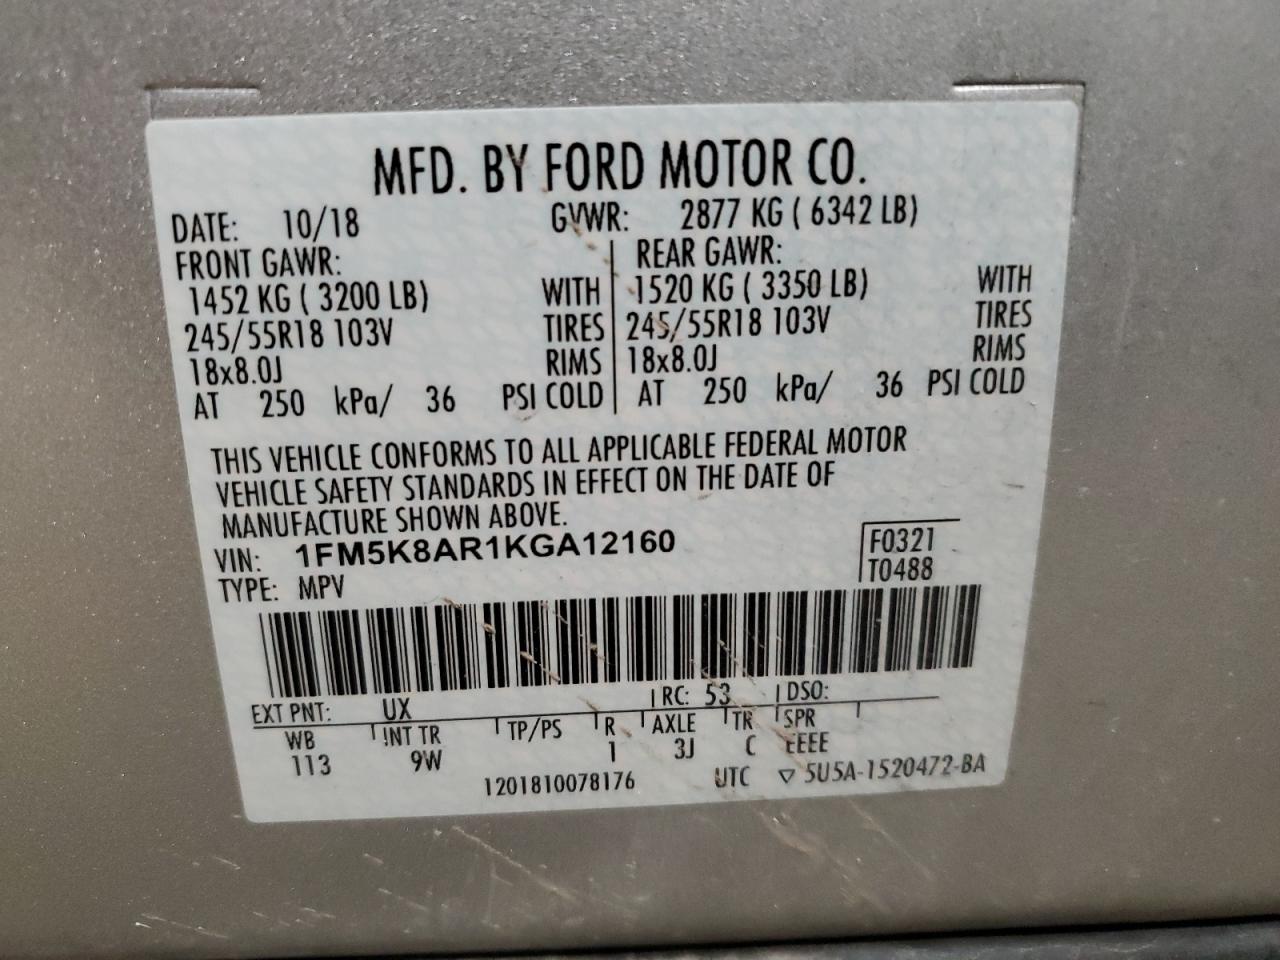 MFD. BY FORD MOTOR CO.
DATE: 10/18 GVWR: 2877 KG ( 6342 LB)
FRONT GAWR: REAR GAWR:
1452 KG ( 3200 LB) WITH 1520 KG ( 3350 LB) WITH
245/55R18 103V TIRES 245/55R18 103V TIRES
18x8.0J RIMS 18x8.0J RIMS
AT 250 kPa/ 36 PSI COLD AT 250 kPa/ 36 PSI COLD
THIS VEHICLE CONFORMS TO ALL APPLICABLE FEDERAL MOTOR
VEHICLE SAFETY STANDARDS IN EFFECT ON THE DATE OF
MANUFACTURE SHOWN ABOVE.
VIN: 1FM5K8AR1KGA12160 F0321
TYPE: MPV T0488
EXT PNT: UX RC: 53 DSO:
WB INT TR TP/PS R AXLE TR SPR
113 9W 1 3J C EEEE
1201810078176 UTC ▽ 5U5A-1520472-BA